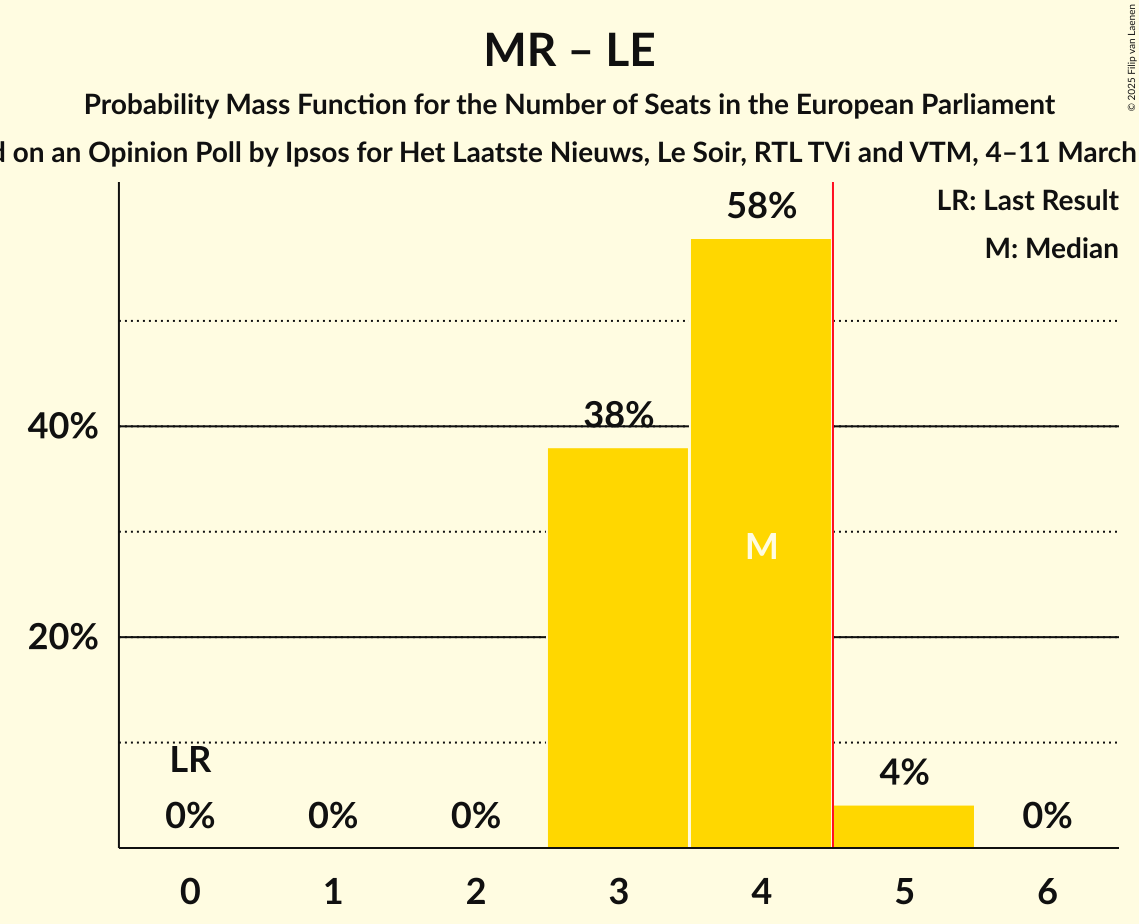 MR – LE
Probability Mass Function for the Number of Seats in the European Parliament
on an Opinion Poll by Ipsos for Het Laatste Nieuws, Le Soir, RTL TVi and VTM, 4–11 March
© 2025 Filip van Laenen
LR: Last Result
M: Median
58%
38%
40%
M
20%
LR
4%
0% 0% 0% 0%
0 1 2 3 4 5 6